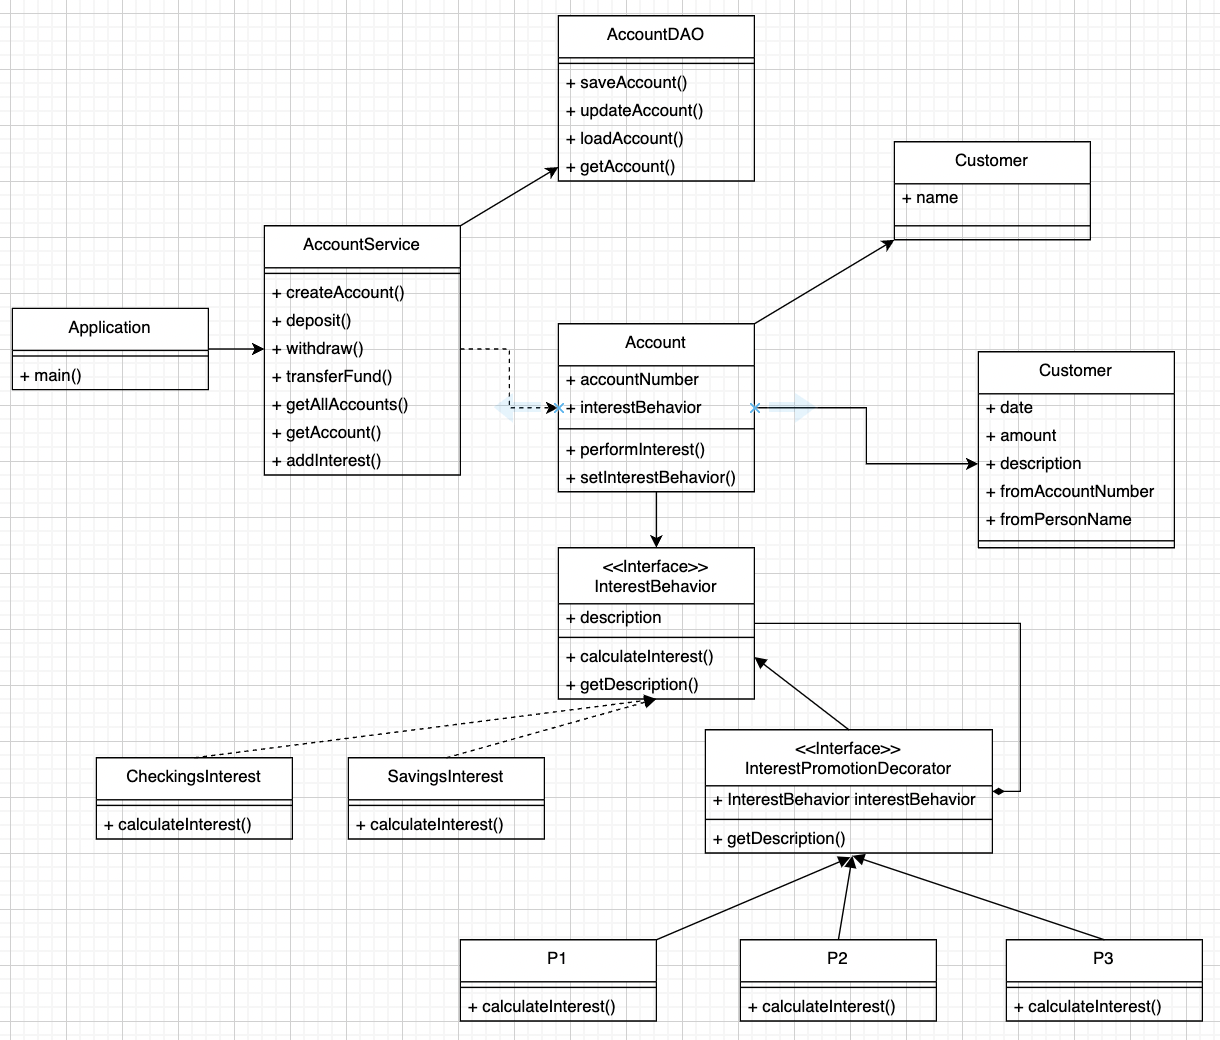 AccountDAO
+ saveAccount()
+ updateAccount()
+ loadAccount()
+ getAccount()
Customer
+ name
AccountService
+ createAccount()
+ deposit()
+ withdraw()
+ transferFund()
+ getAllAccounts()
+ getAccount()
+ addInterest()
Application
+ main()
Account
+ accountNumber
+ interestBehavior
+ performInterest()
+ setInterestBehavior()
Customer
+ date
+ amount
+ description
+ fromAccountNumber
+ fromPersonName
<<Interface>>
InterestBehavior
+ description
+ calculateInterest()
+ getDescription()
<<Interface>>
InterestPromotionDecorator
+ InterestBehavior interestBehavior
+ getDescription()
CheckingsInterest
+ calculateInterest()
SavingsInterest
+ calculateInterest()
P1
+ calculateInterest()
P2
+ calculateInterest()
P3
+ calculateInterest()